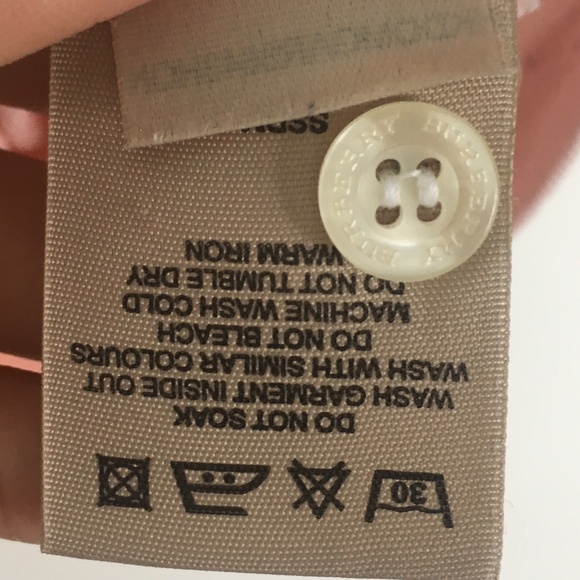 30
DO NOT SOAK
WASH GARMENT INSIDE OUT
WASH WITH SIMILAR COLOURS
DO NOT BLEACH
MACHINE WASH COLD
DO NOT TUMBLE DRY
WARM IRON
BURBERRY BURBERRY